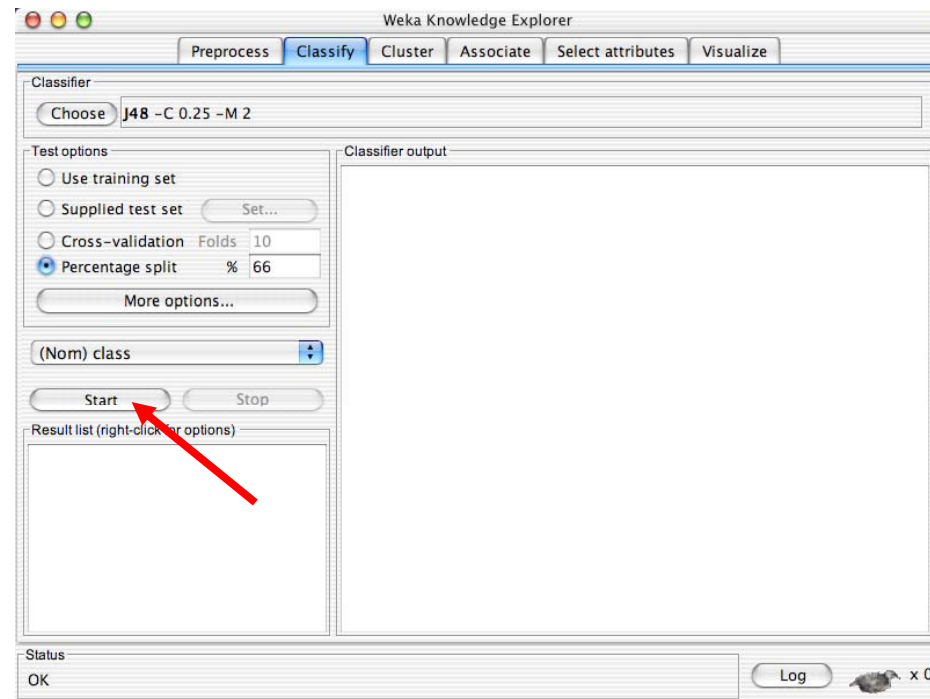 Weka Knowledge Explorer
Preprocess Classify Cluster Associate Select attributes Visualize
Classifier
Choose J48 -C 0.25 -M 2
Test options
Use training set
Supplied test set Set...
Cross-validation Folds 10
Percentage split % 66
More options...
(Nom) class
Start Stop
Result list (right-click for options)
Classifier output
Status
OK
Log x 0